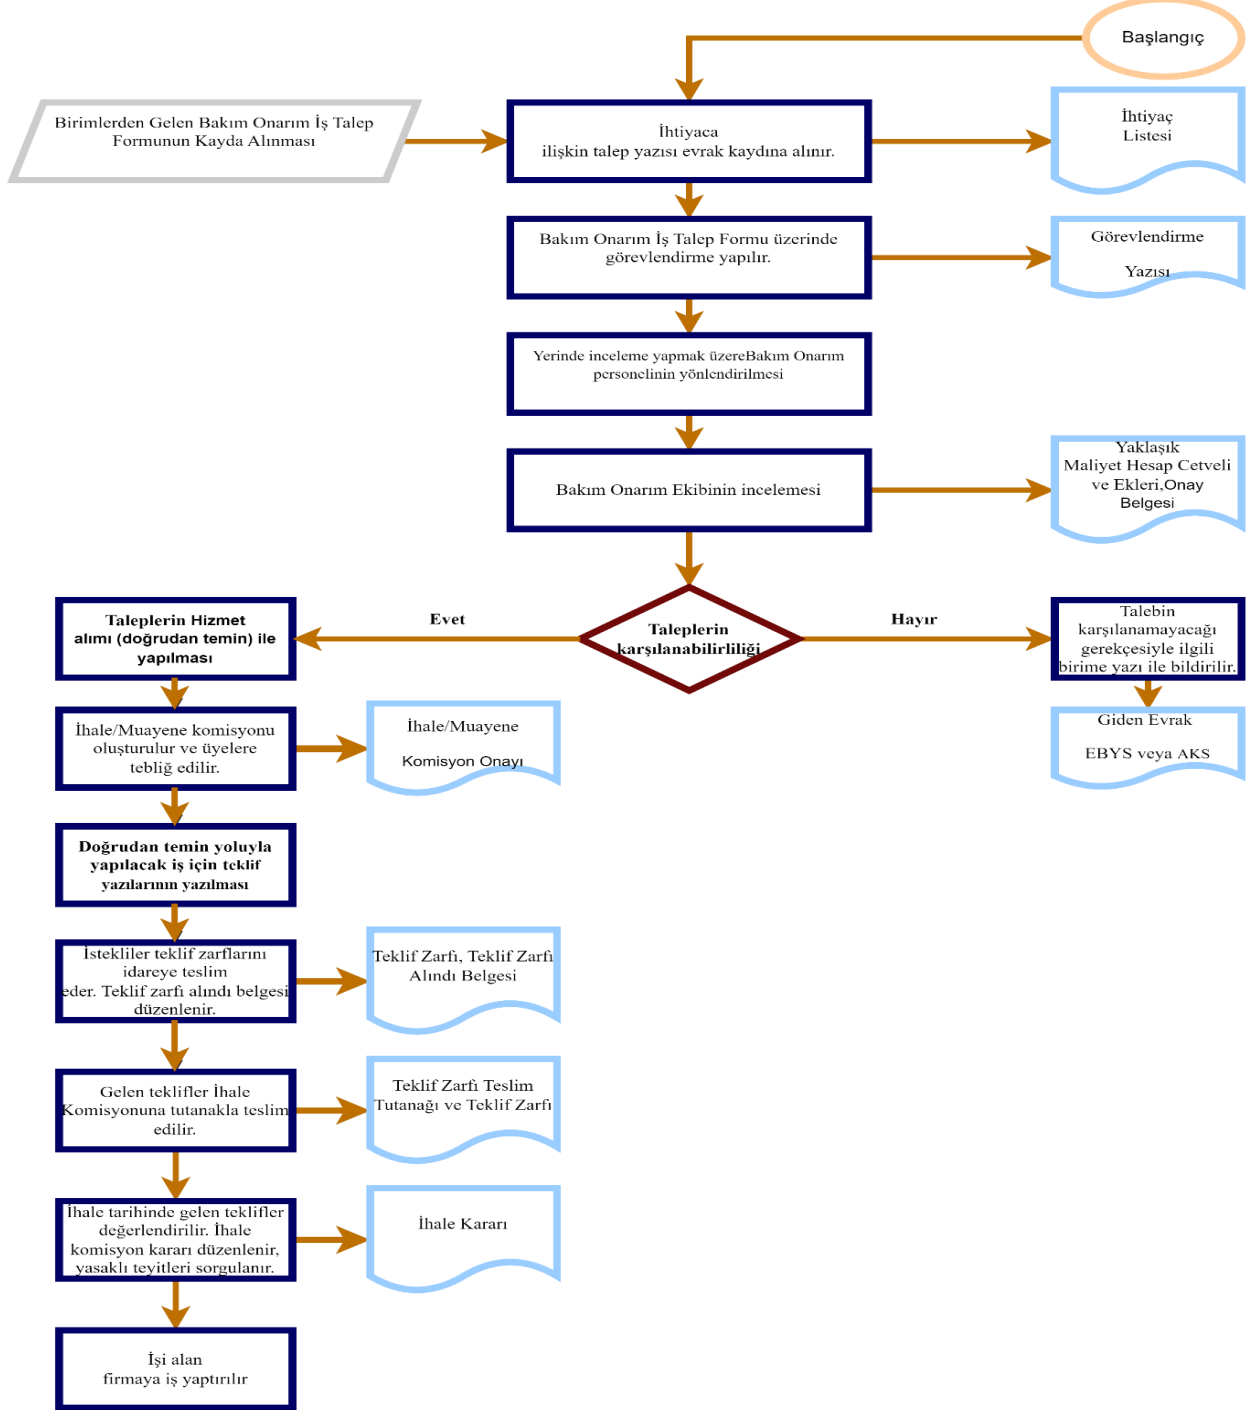 Başlangıç
Birimlerden Gelen Bakım Onarım İş Talep
Formunun Kayda Alınması
İhtiyaca
ilişkin talep yazısı evrak kaydına alınır.
İhtiyaç
Listesi
Bakım Onarım İş Talep Formu üzerinde
görevlendirme yapılır.
Görevlendirme
Yazısı
Yerinde inceleme yapmak üzereBakım Onarım
personelinin yönlendirilmesi
Bakım Onarım Ekibinin incelemesi
Yaklaşık
Maliyet Hesap Cetveli
ve Ekleri,Onay
Belgesi
Taleplerin
karşılanabilirliliği
Evet
Hayır
Taleplerin Hizmet
alımı (doğrudan temin) ile
yapılması
Talebin
karşılanamayacağı
gerekçesiyle ilgili
birime yazı ile bildirilir.
Giden Evrak
EBYS veya AKS
İhale/Muayene komisyonu
oluşturulur ve üyelere
tebliğ edilir.
İhale/Muayene
Komisyon Onayı
Doğrudan temin yoluyla
yapılacak iş için teklif
yazılarının yazılması
İstekliler teklif zarflarını
idareye teslim
eder. Teklif zarfı alındı belgesi
düzenlenir.
Teklif Zarfı, Teklif Zarfı
Alındı Belgesi
Gelen teklifler İhale
Komisyonuna tutanakla teslim
edilir.
Teklif Zarfı Teslim
Tutanağı ve Teklif Zarfı
İhale tarihinde gelen teklifler
değerlendirilir. İhale
komisyon kararı düzenlenir,
yasaklı teyitleri sorgulanır.
İhale Kararı
İşi alan
firmaya iş yaptırılır